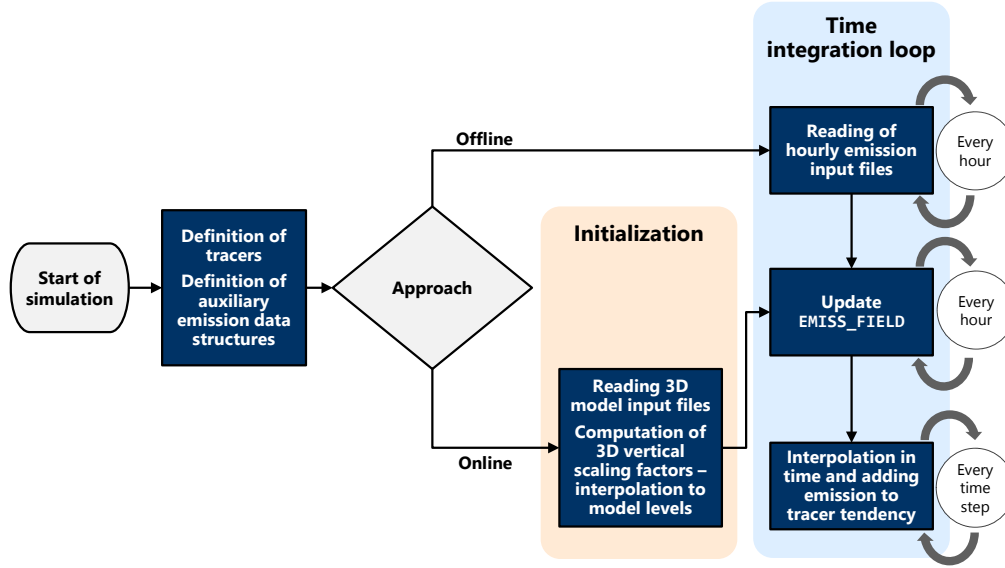 Time
integration loop
Offline
Reading of
hourly emission
input files
Every
hour
Start of
simulation
Definition of
tracers
Definition of
auxiliary
emission data
structures
Approach
Initialization
Update
EMISS_FIELD
Every
hour
Online
Reading 3D
model input files
Computation of
3D vertical
scaling factors –
interpolation to
model levels
Interpolation in
time and adding
emission to
tracer tendency
Every
time
step